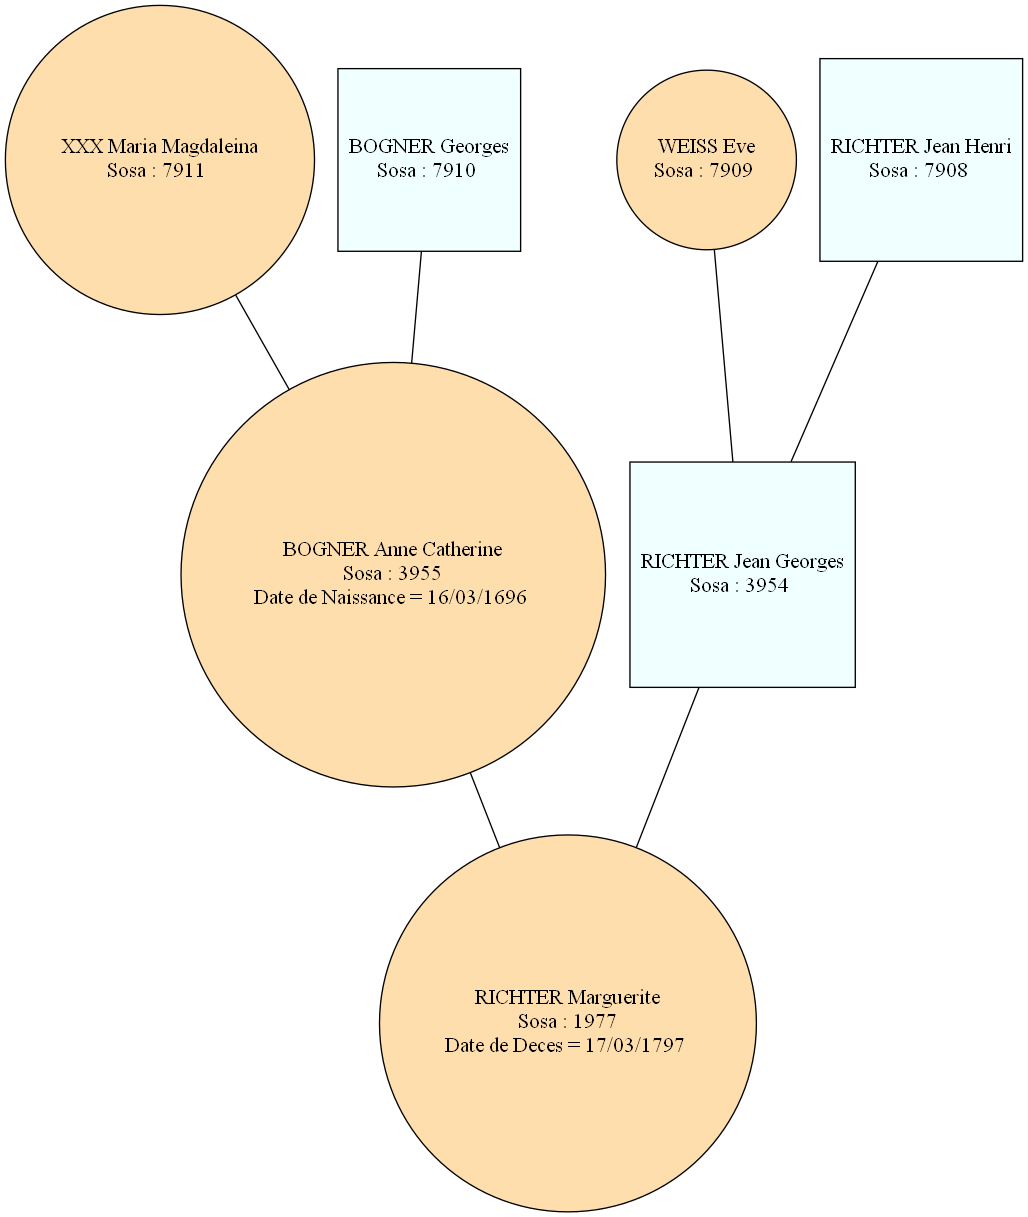 XXX Maria Magdaleina
Sosa : 7911
BOGNER Georges
Sosa : 7910
WEISS Eve
Sosa : 7909
RICHTER Jean Henri
Sosa : 7908
BOGNER Anne Catherine
Sosa : 3955
Date de Naissance = 16/03/1696
RICHTER Jean Georges
Sosa : 3954
RICHTER Marguerite
Sosa : 1977
Date de Deces = 17/03/1797